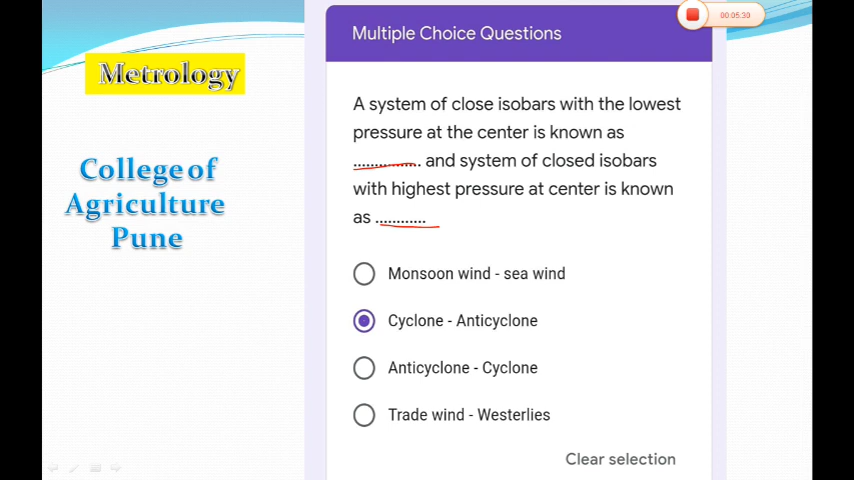 Multiple Choice Questions
00:05:30
Metrology
College of
Agriculture
Pune
A system of close isobars with the lowest
pressure at the center is known as
................ and system of closed isobars
with highest pressure at center is known
as ............
Monsoon wind - sea wind
Cyclone - Anticyclone
Anticyclone - Cyclone
Trade wind - Westerlies
Clear selection